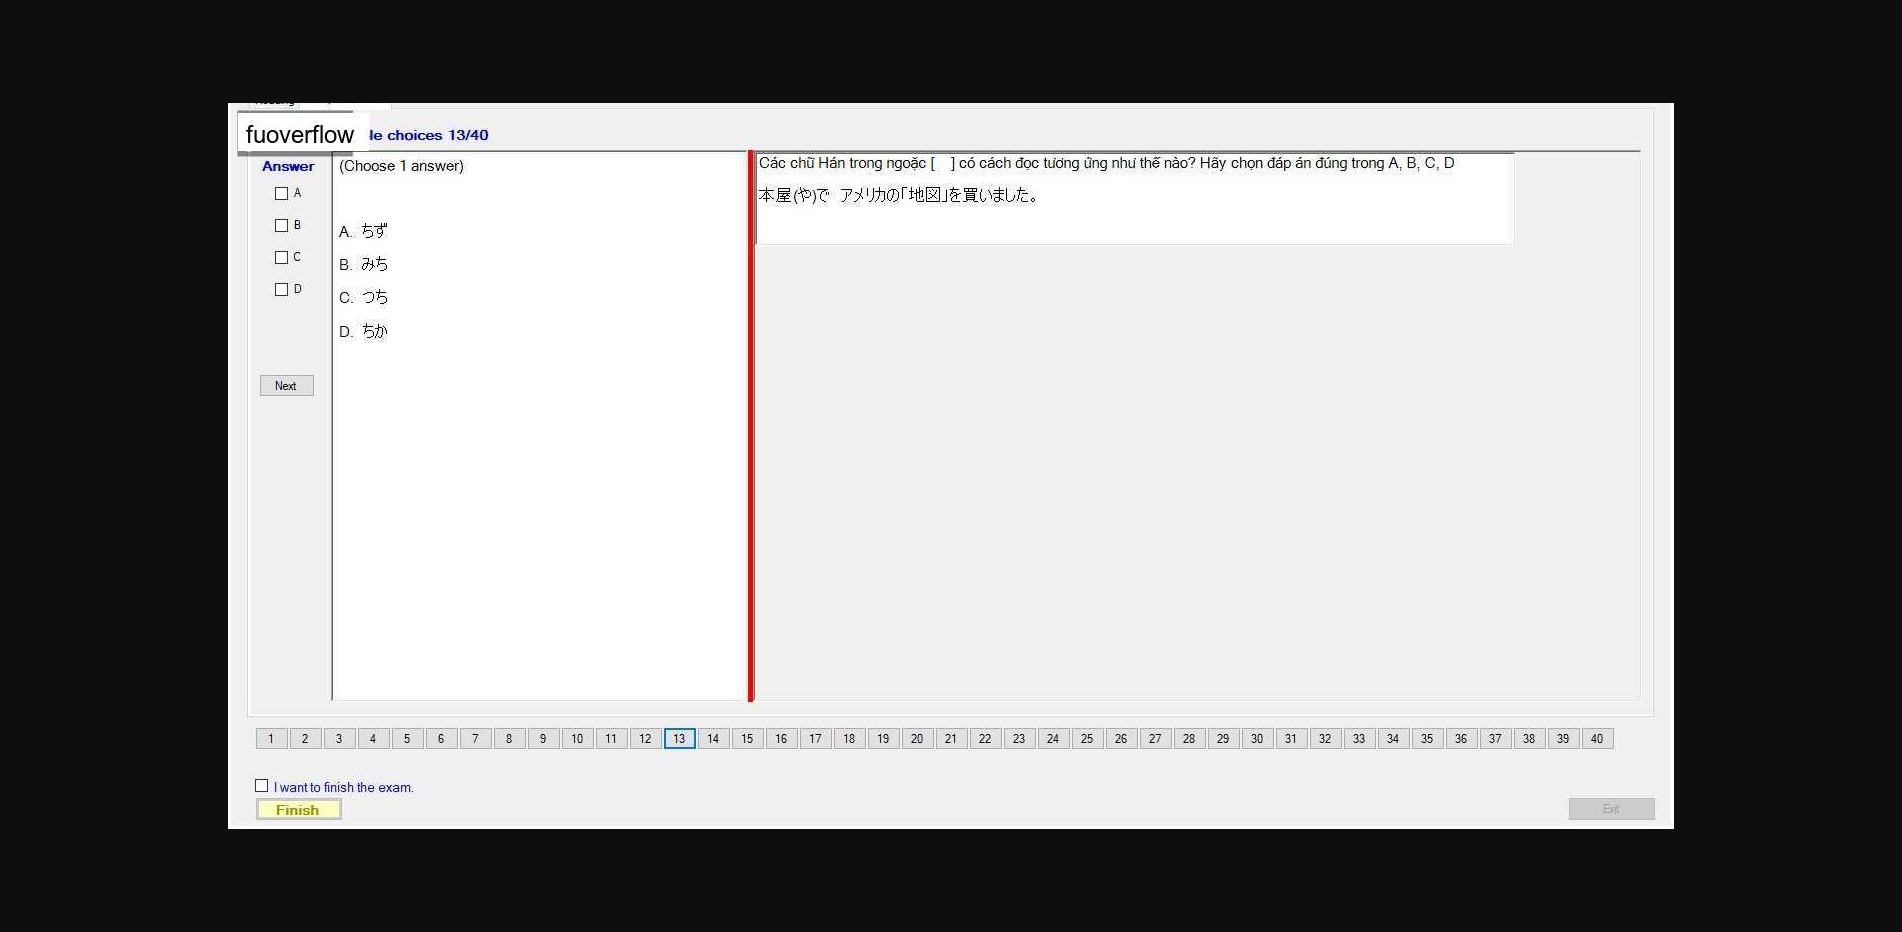 fuoverflow
le choices 13/40
Answer
A
B
C
D
Next
(Choose 1 answer)
A. ちず
B. みち
C. つち
D. ちか
Các chữ Hán trong ngoặc [ ] có cách đọc tương ứng như thế nào? Hãy chọn đáp án đúng trong A, B, C, D
本屋(や)で アメリカの「地図」を買いました。
1 2 3 4 5 6 7 8 9 10 11 12 13 14 15 16 17 18 19 20 21 22 23 24 25 26 27 28 29 30 31 32 33 34 35 36 37 38 39 40
I want to finish the exam.
Finish
Exit